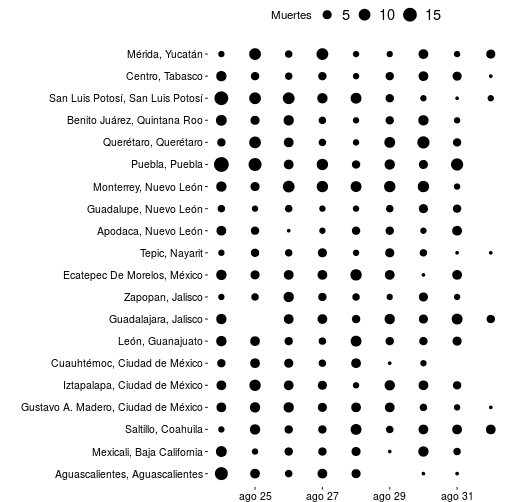 Muertes 5 10 15
Mérida, Yucatán
Centro, Tabasco
San Luis Potosí, San Luis Potosí
Benito Juárez, Quintana Roo
Querétaro, Querétaro
Puebla, Puebla
Monterrey, Nuevo León
Guadalupe, Nuevo León
Apodaca, Nuevo León
Tepic, Nayarit
Ecatepec De Morelos, México
Zapopan, Jalisco
Guadalajara, Jalisco
León, Guanajuato
Cuauhtémoc, Ciudad de México
Iztapalapa, Ciudad de México
Gustavo A. Madero, Ciudad de México
Saltillo, Coahuila
Mexicali, Baja California
Aguascalientes, Aguascalientes
ago 25 ago 27 ago 29 ago 31